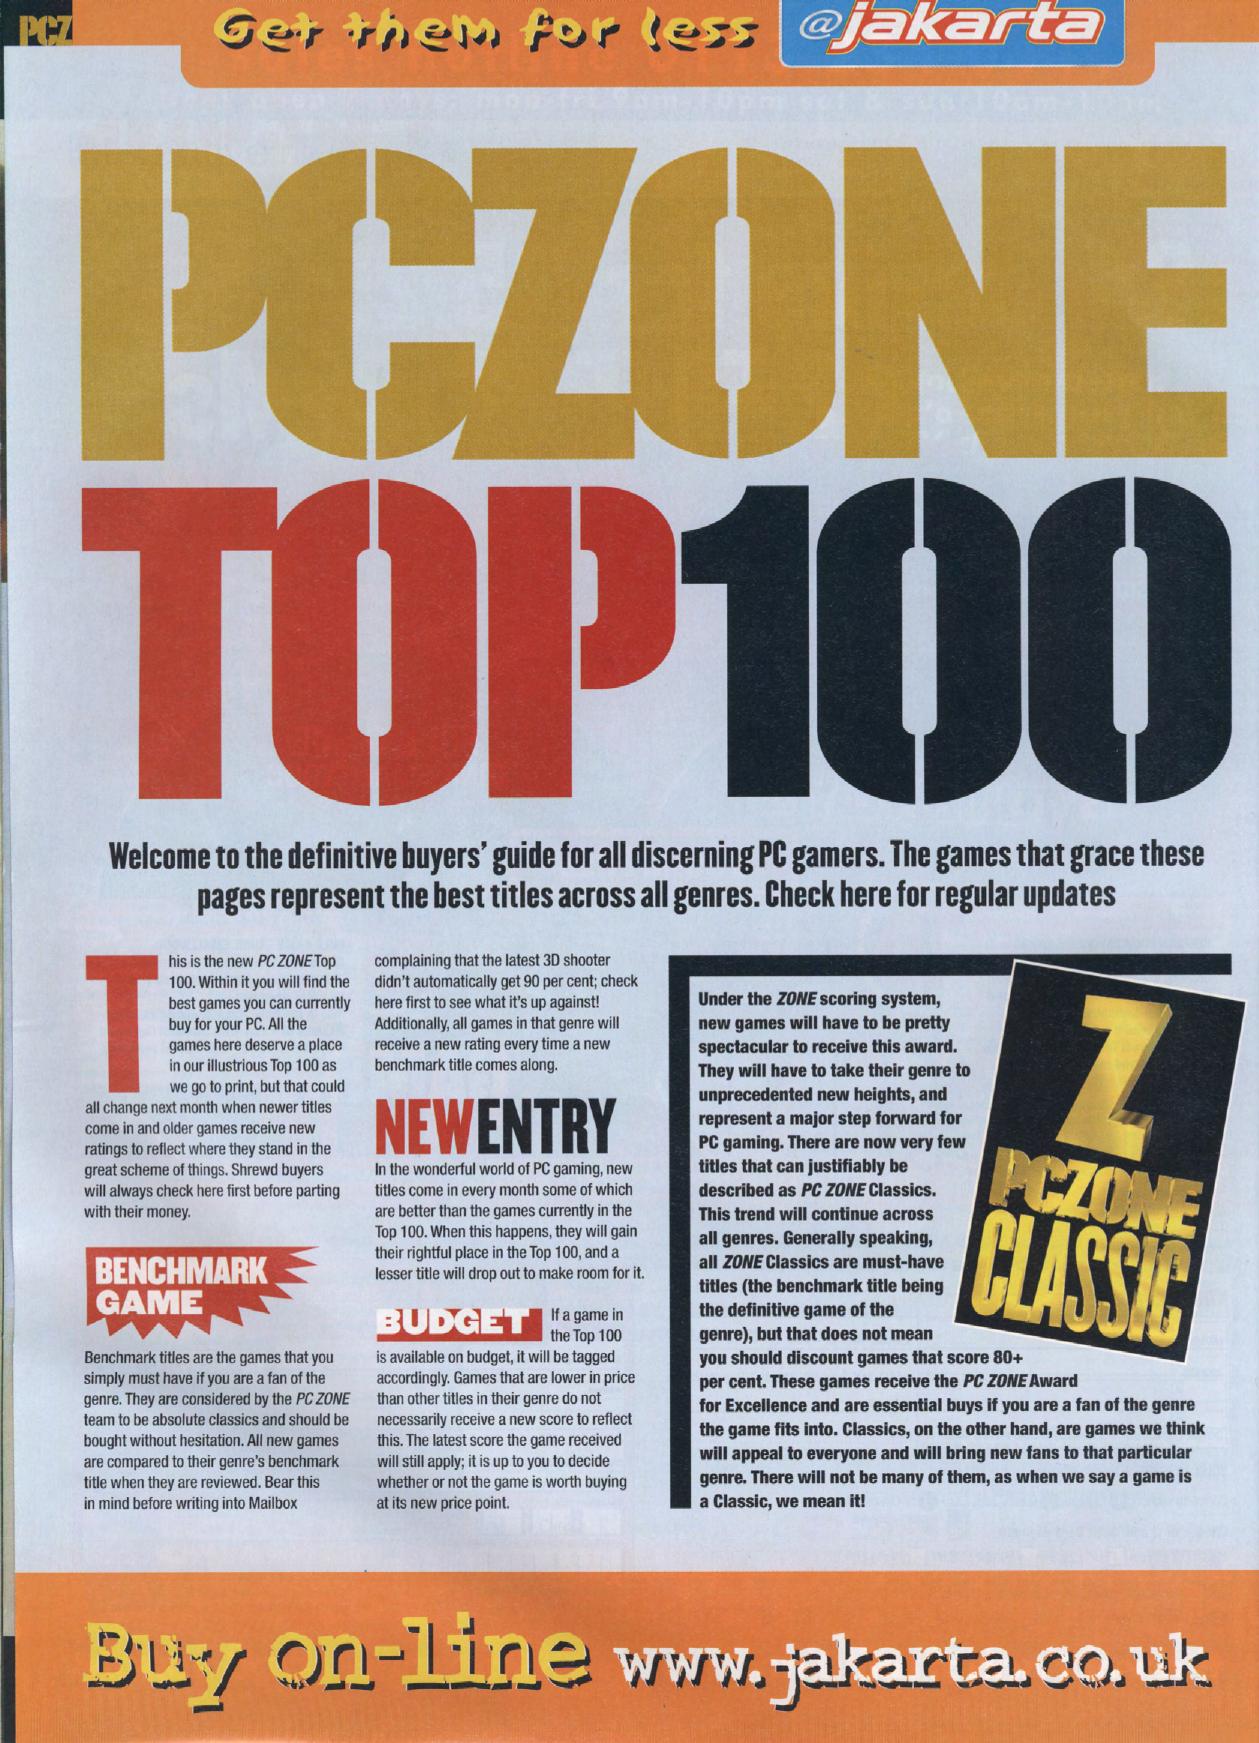 PCZ
Get them for less @jakarta
PCZONE
TOP100
Welcome to the definitive buyers' guide for all discerning PC gamers. The games that grace these
pages represent the best titles across all genres. Check here for regular updates
This is the new PC ZONE Top
100. Within it you will find the
best games you can currently
buy for your PC. All the
games here deserve a place
in our illustrious Top 100 as
we go to print, but that could
all change next month when newer titles
come in and older games receive new
ratings to reflect where they stand in the
great scheme of things. Shrewd buyers
will always check here first before parting
with their money.
BENCHMARK
GAME
Benchmark titles are the games that you
simply must have if you are a fan of the
genre. They are considered by the PC ZONE
team to be absolute classics and should be
bought without hesitation. All new games
are compared to their genre's benchmark
title when they are reviewed. Bear this
in mind before writing into Mailbox
complaining that the latest 3D shooter
didn't automatically get 90 per cent; check
here first to see what it's up against!
Additionally, all games in that genre will
receive a new rating every time a new
benchmark title comes along.
NEWENTRY
In the wonderful world of PC gaming, new
titles come in every month some of which
are better than the games currently in the
Top 100. When this happens, they will gain
their rightful place in the Top 100, and a
lesser title will drop out to make room for it.
BUDGET If a game in
the Top 100
is available on budget, it will be tagged
accordingly. Games that are lower in price
than other titles in their genre do not
necessarily receive a new score to reflect
this. The latest score the game received
will still apply; it is up to you to decide
whether or not the game is worth buying
at its new price point.
Under the ZONE scoring system,
new games will have to be pretty
spectacular to receive this award.
They will have to take their genre to
unprecedented new heights, and
represent a major step forward for
PC gaming. There are now very few
titles that can justifiably be
described as PC ZONE Classics.
This trend will continue across
all genres. Generally speaking,
all ZONE Classics are must-have
titles (the benchmark title being
the definitive game of the
genre), but that does not mean
you should discount games that score 80+
per cent. These games receive the PC ZONE Award
for Excellence and are essential buys if you are a fan of the genre
the game fits into. Classics, on the other hand, are games we think
will appeal to everyone and will bring new fans to that particular
genre. There will not be many of them, as when we say a game is
a Classic, we mean it!
Z
PCZONE
CLASSIC
Buy on-line www.jakarta.co.uk